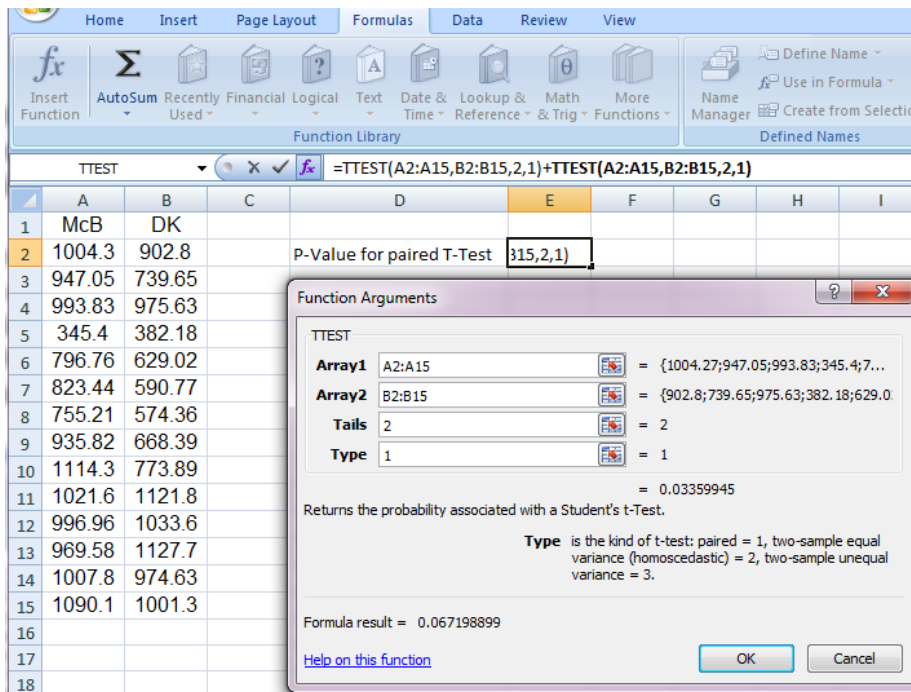 Home Insert Page Layout Formulas Data Review View
Insert Function
AutoSum
Recently Used
Financial
Logical
Text
Date & Time
Lookup & Reference
Math & Trig
More Functions
Function Library
Name Manager
Define Name
Use in Formula
Create from Selectio
Defined Names
TTEST =TTEST(A2:A15,B2:B15,2,1)+TTEST(A2:A15,B2:B15,2,1)
A B C D E F G H I
1 McB DK
2 1004.3 902.8 P-Value for paired T-Test B15,2,1)
3 947.05 739.65
4 993.83 975.63
5 345.4 382.18
6 796.76 629.02
7 823.44 590.77
8 755.21 574.36
9 935.82 668.39
10 1114.3 773.89
11 1021.6 1121.8
12 996.96 1033.6
13 969.58 1127.7
14 1007.8 974.63
15 1090.1 1001.3
16
17
18
Function Arguments
TTEST
Array1 A2:A15 = {1004.27;947.05;993.83;345.4;7...
Array2 B2:B15 = {902.8;739.65;975.63;382.18;629.0
Tails 2 = 2
Type 1 = 1
= 0.03359945
Returns the probability associated with a Student's t-Test.
Type is the kind of t-test: paired = 1, two-sample equal
variance (homoscedastic) = 2, two-sample unequal
variance = 3.
Formula result = 0.067198899
Help on this function
OK Cancel